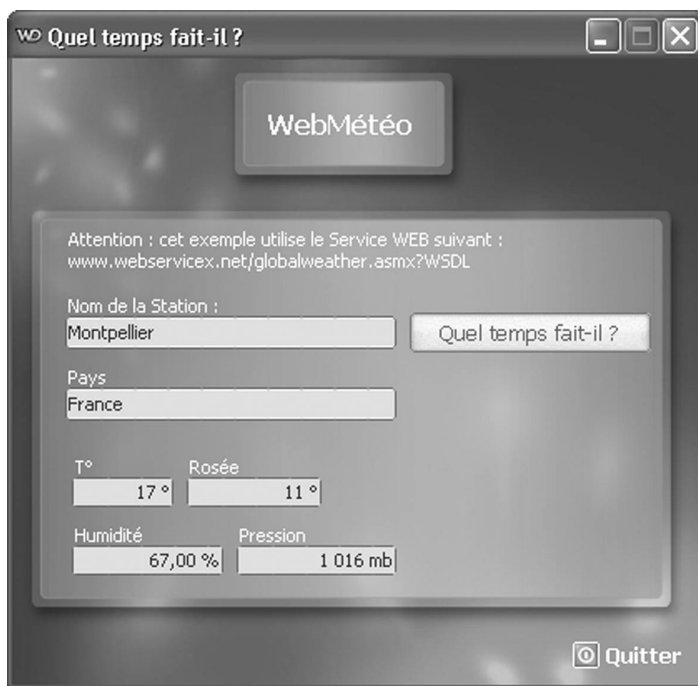 WD Quel temps fait-il ?
WebMétéo
Attention : cet exemple utilise le Service WEB suivant :
www.webservicex.net/globalweather.asmx?WSDL
Nom de la Station :
Montpellier
Quel temps fait-il ?
Pays
France
T° Rosée
17 ° 11 °
Humidité Pression
67,00 % 1 016 mb
Quitter